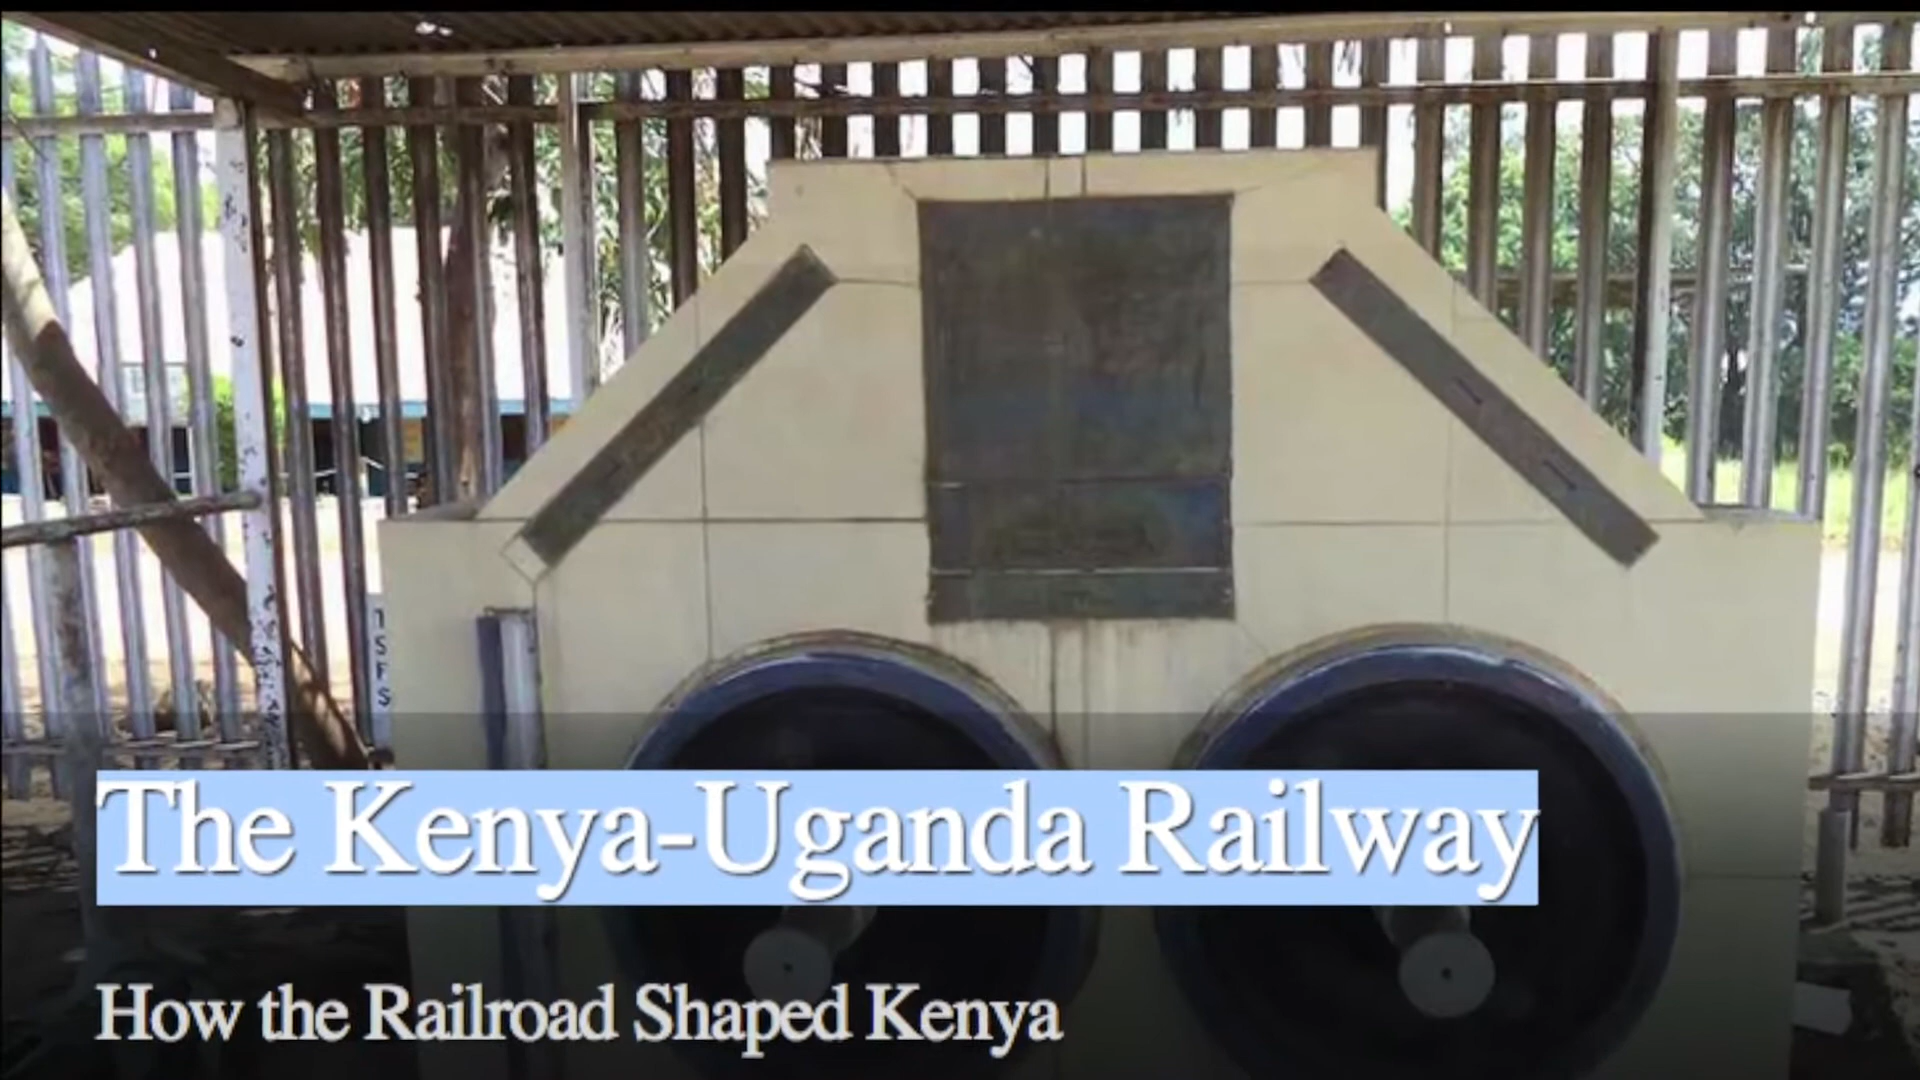 T
S
F
S
The Kenya-Uganda Railway
How the Railroad Shaped Kenya